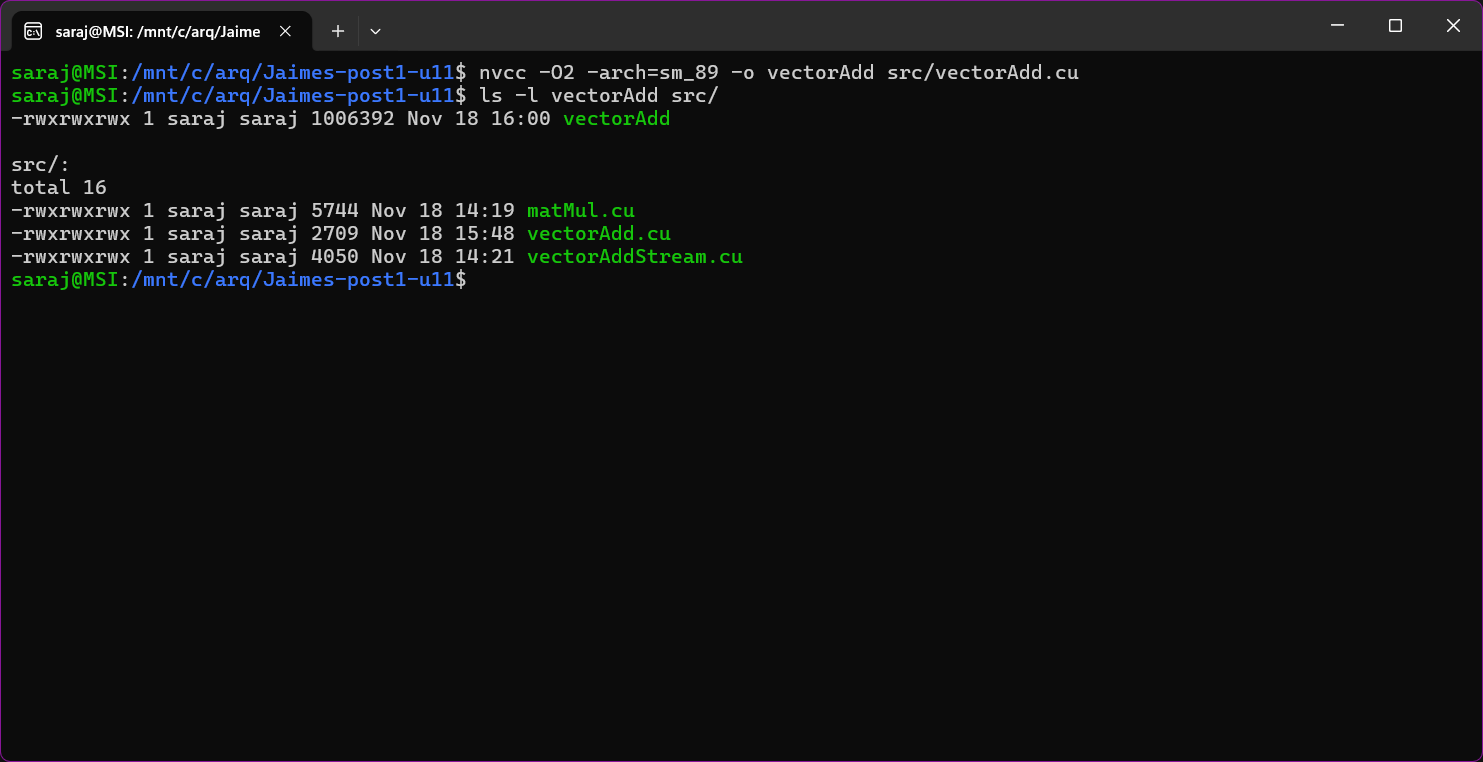 saraj@MSI: /mnt/c/arq/Jaime
saraj@MSI:/mnt/c/arq/Jaimes-post1-u11$ nvcc -O2 -arch=sm_89 -o vectorAdd src/vectorAdd.cu
saraj@MSI:/mnt/c/arq/Jaimes-post1-u11$ ls -l vectorAdd src/
-rwxrwxrwx 1 saraj saraj 1006392 Nov 18 16:00 vectorAdd
src/:
total 16
-rwxrwxrwx 1 saraj saraj 5744 Nov 18 14:19 matMul.cu
-rwxrwxrwx 1 saraj saraj 2709 Nov 18 15:48 vectorAdd.cu
-rwxrwxrwx 1 saraj saraj 4050 Nov 18 14:21 vectorAddStream.cu
saraj@MSI:/mnt/c/arq/Jaimes-post1-u11$